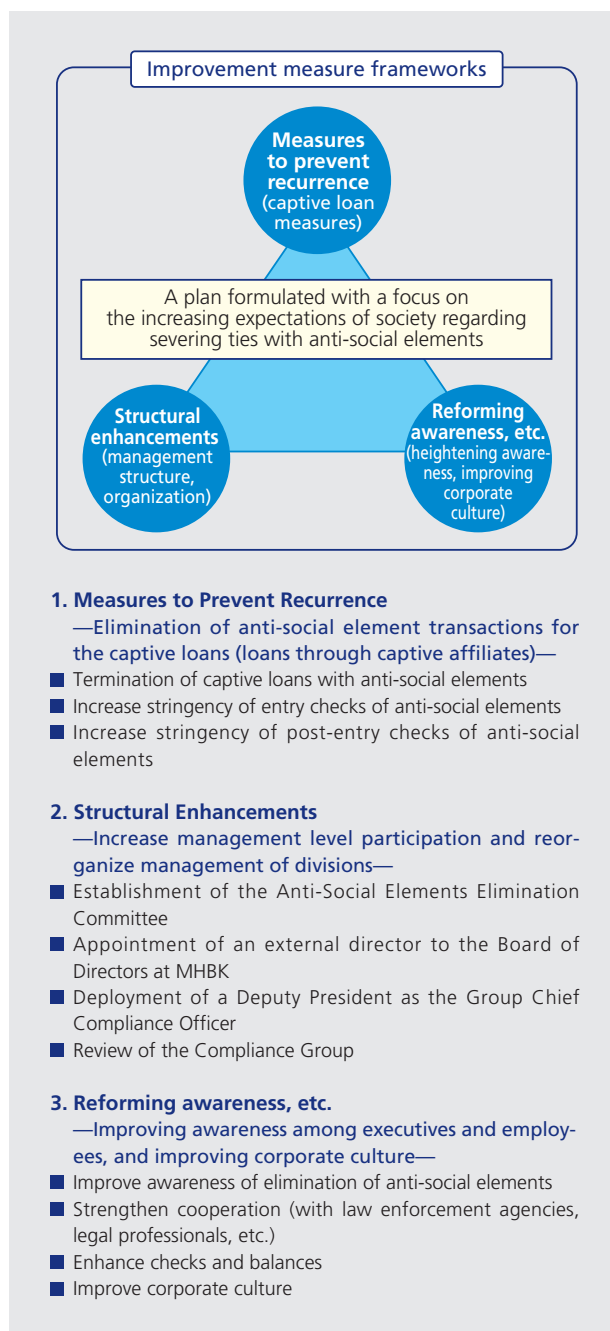 Improvement measure frameworks
Measures
to prevent
recurrence
(captive loan
measures)
A plan formulated with a focus on
the increasing expectations of society regarding
severing ties with anti-social elements
Structural
enhancements
(management
structure,
organization)
Reforming
awareness, etc.
(heightening aware-
ness, improving
corporate
culture)
1. Measures to Prevent Recurrence
—Elimination of anti-social element transactions for
the captive loans (loans through captive affiliates)—
■ Termination of captive loans with anti-social elements
■ Increase stringency of entry checks of anti-social elements
■ Increase stringency of post-entry checks of anti-social
elements
2. Structural Enhancements
—Increase management level participation and reor-
ganize management of divisions—
■ Establishment of the Anti-Social Elements Elimination
Committee
■ Appointment of an external director to the Board of
Directors at MHBK
■ Deployment of a Deputy President as the Group Chief
Compliance Officer
■ Review of the Compliance Group
3. Reforming awareness, etc.
—Improving awareness among executives and employ-
ees, and improving corporate culture—
■ Improve awareness of elimination of anti-social elements
■ Strengthen cooperation (with law enforcement agencies,
legal professionals, etc.)
■ Enhance checks and balances
■ Improve corporate culture